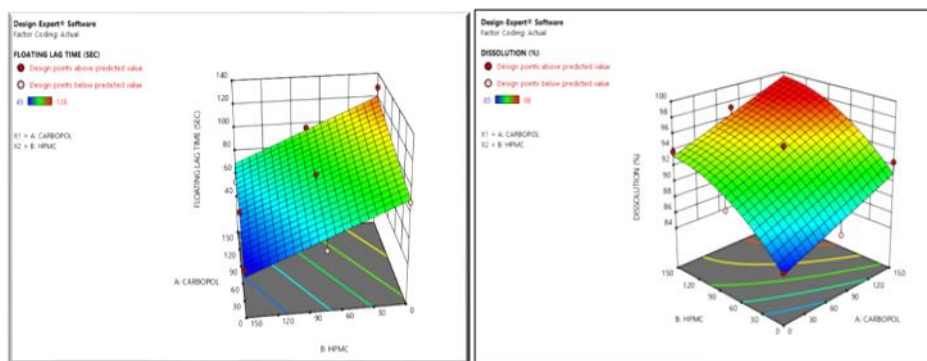 Design-Expert® Software
Factor Coding: Actual
FLOATING LAG TIME (SEC)
Design points above predicted value
Design points below predicted value
45 128
X1 = A: CARBOPOL
X2 = B: HPMC
140
120
100
80
60
40
FLOATING LAG TIME (SEC)
150
120
90
60
30
0
A: CARBOPOL
150
120
90
60
30
0
B: HPMC
Design-Expert® Software
Factor Coding: Actual
DISSOLUTION (%)
Design points above predicted value
Design points below predicted value
85 98
X1 = A: CARBOPOL
X2 = B: HPMC
100
98
96
94
92
90
88
86
84
DISSOLUTION (%)
150
120
90
60
30
0
B: HPMC
0
30
60
90
120
150
A: CARBOPOL